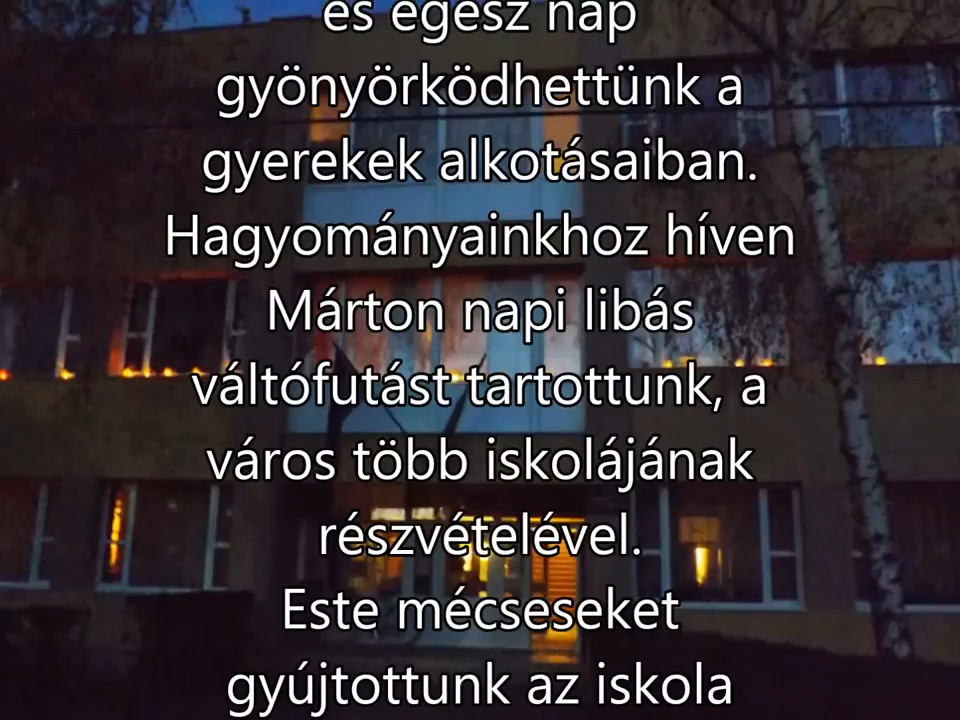 és egész nap
gyönyörködhettünk a
gyerekek alkotásaiban.
Hagyományainkhoz híven
Márton napi libás
váltófutást tartottunk, a
város több iskolájának
részvételével.
Este mécseseket
gyújtottunk az iskola